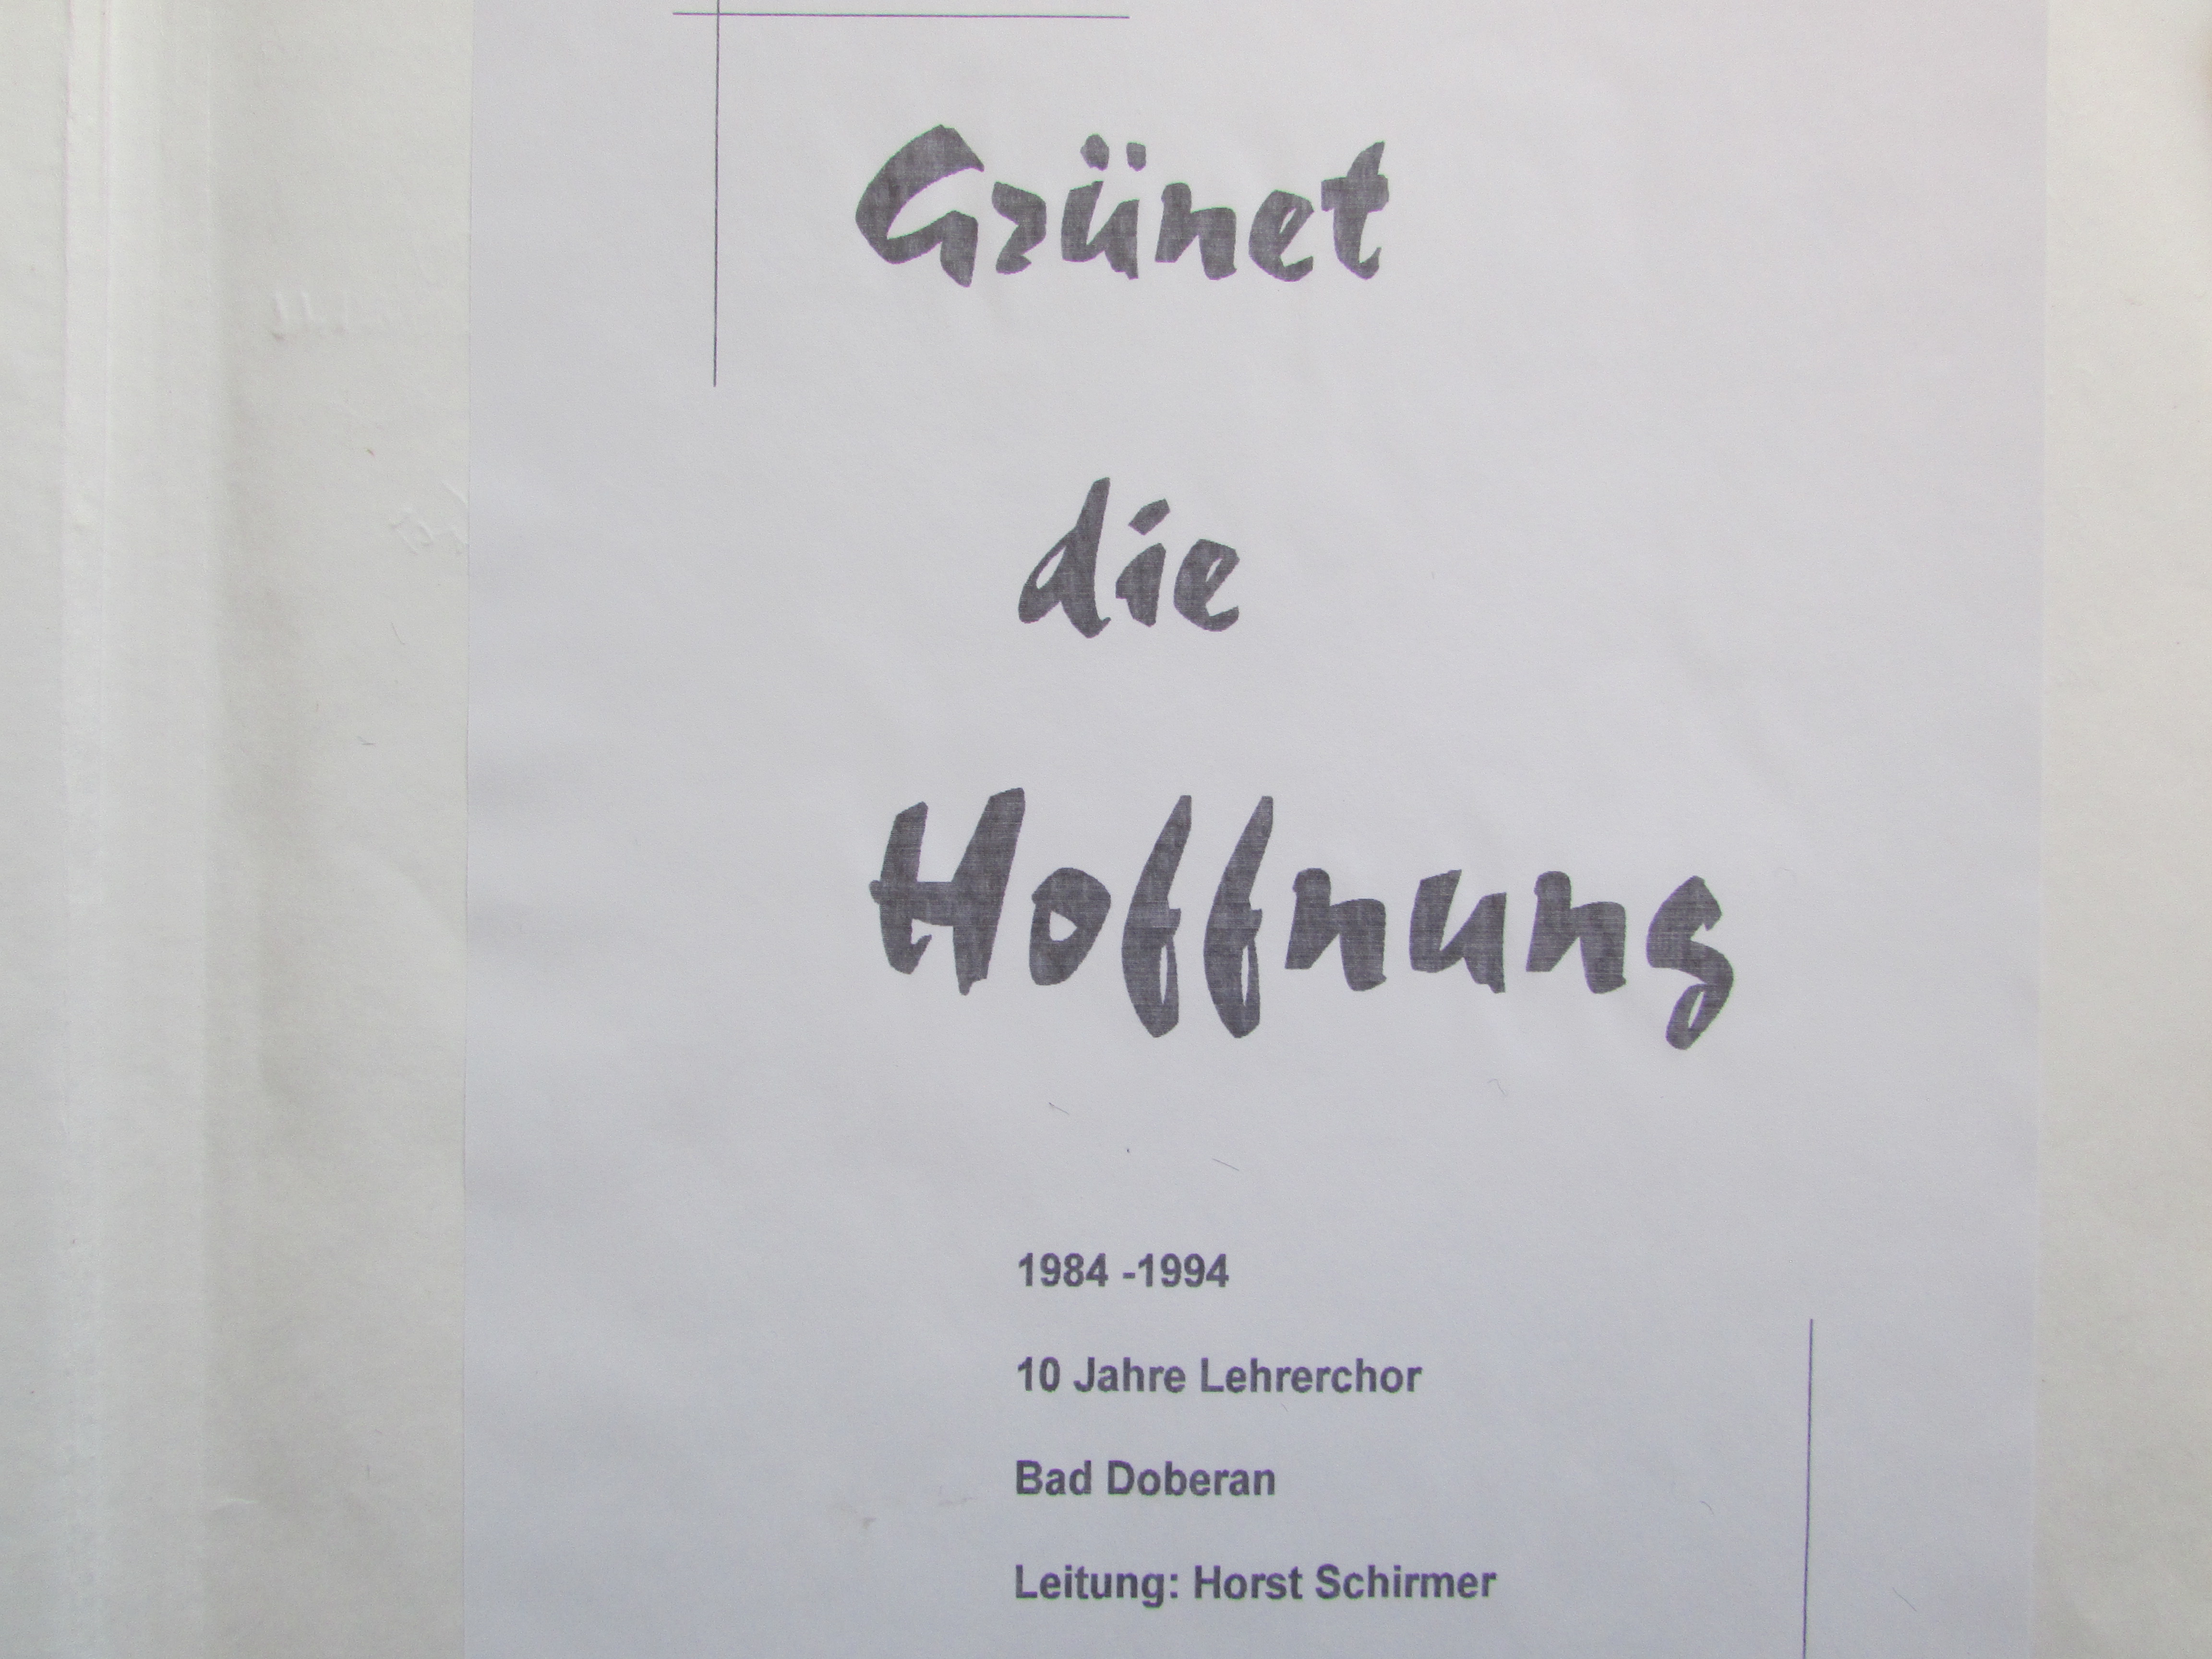 Grünet
die
Hoffnung
1984 -1994
10 Jahre Lehrerchor
Bad Doberan
Leitung: Horst Schirmer